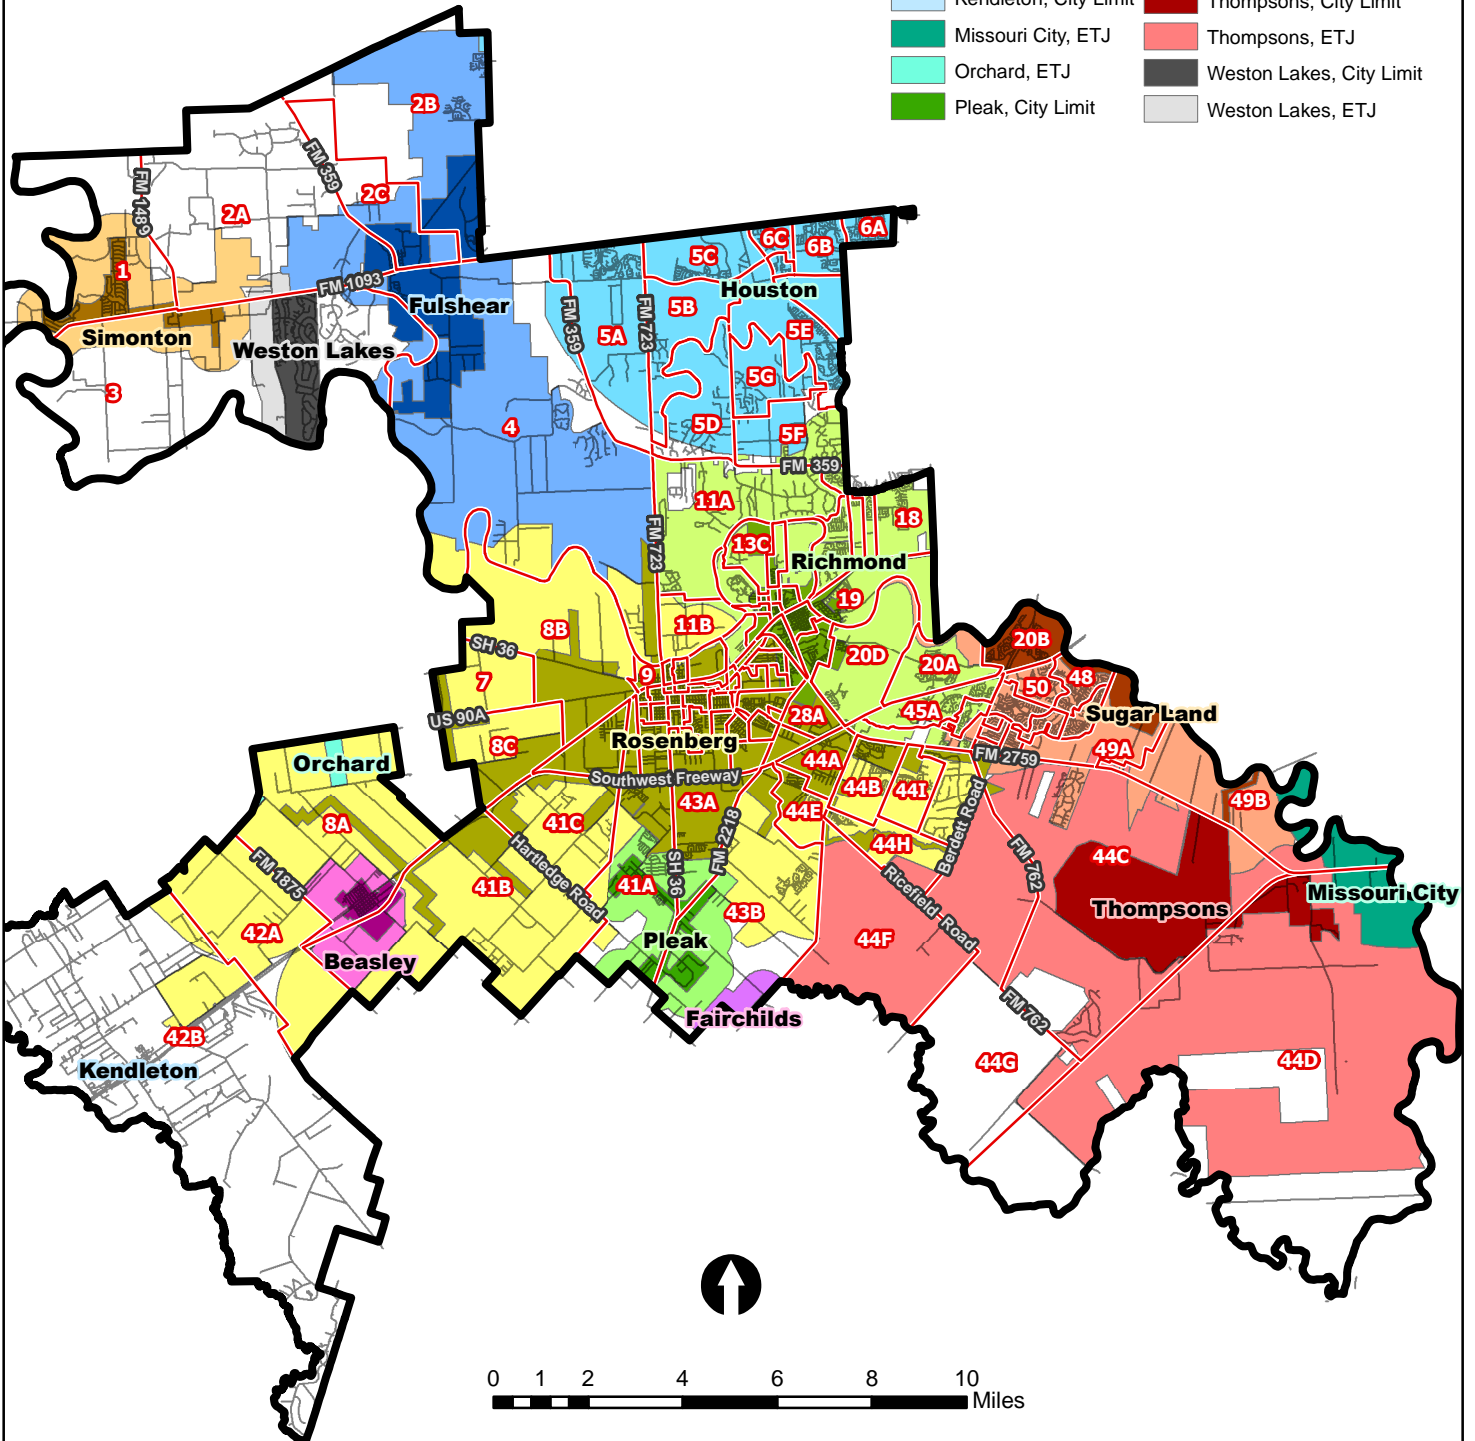 Kendleton, City Limit
Thompsons, City Limit
Missouri City, ETJ
Thompsons, ETJ
Orchard, ETJ
Weston Lakes, City Limit
Pleak, City Limit
Weston Lakes, ETJ
2B
FM 359
FM 1489
2C
2A
6A
6C
6B
5C
1
FM 1093
Houston
Fulshear
5B
FM 359
FM 723
5A
5E
Simonton
Weston Lakes
5G
3
4
5D
5F
FM 359
11A
18
FM 723
13C
Richmond
19
8B
11B
SH 36
20D
20A
20B
9
7
50
48
US 90A
28A
45A
Sugar Land
Rosenberg
8C
49A
FM 2759
Orchard
44A
Southwest Freeway
44B
44I
43A
49B
44E
8A
41C
FM 2218
Berdett Road
44H
FM 762
44C
FM 1875
Hartledge Road
SH 36
41A
41B
Ricefield Road
Missouri City
43B
Thompsons
42A
Pleak
44F
Beasley
FM 762
Fairchilds
42B
44G
44D
Kendleton
0 1 2 4 6 8 10
Miles